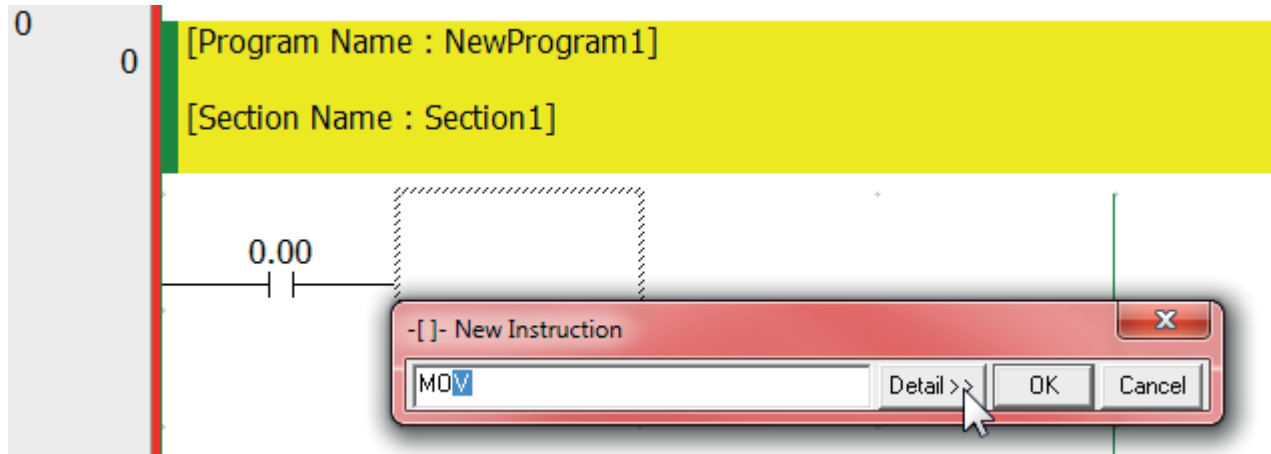 0
0
[Program Name : NewProgram1]
[Section Name : Section1]
0.00
-[ ]- New Instruction
X
MOV
Detail >>
OK
Cancel